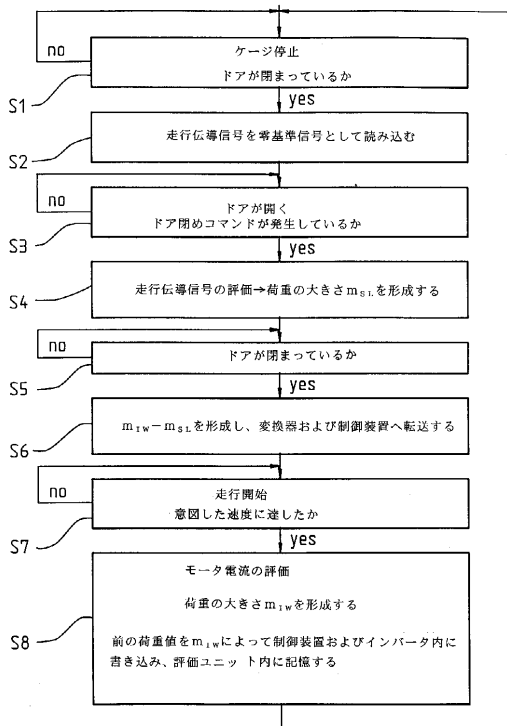 no
ケージ停止
ドアが閉まっているか
S1
yes
走行伝導信号を零基準信号として読み込む
S2
no
ドアが開く
ドア閉めコマンドが発生しているか
S3
yes
走行伝導信号の評価→荷重の大きさmSLを形成する
S4
no
ドアが閉まっているか
S5
yes
mIW－mSLを形成し、変換器および制御装置へ転送する
S6
no
走行開始
意図した速度に達したか
S7
yes
モータ電流の評価
荷重の大きさmIWを形成する
S8
前の荷重値をmIWによって制御装置およびインバータ内に
書き込み、評価ユニット内に記憶する